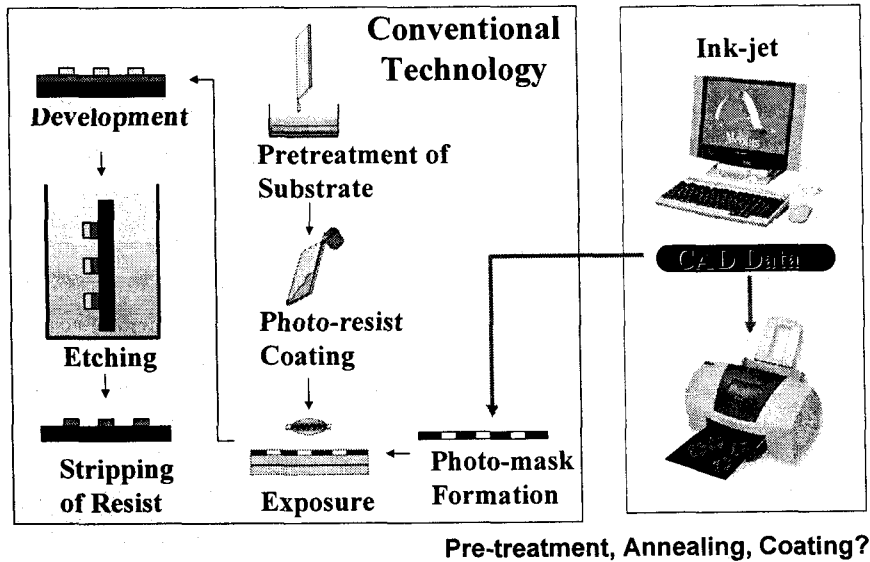 Conventional
Technology
Ink-jet
Development
Pretreatment of
Substrate
CAD Data
Photo-resist
Coating
Etching
Stripping
of Resist
Exposure
Photo-mask
Formation
Pre-treatment, Annealing, Coating?